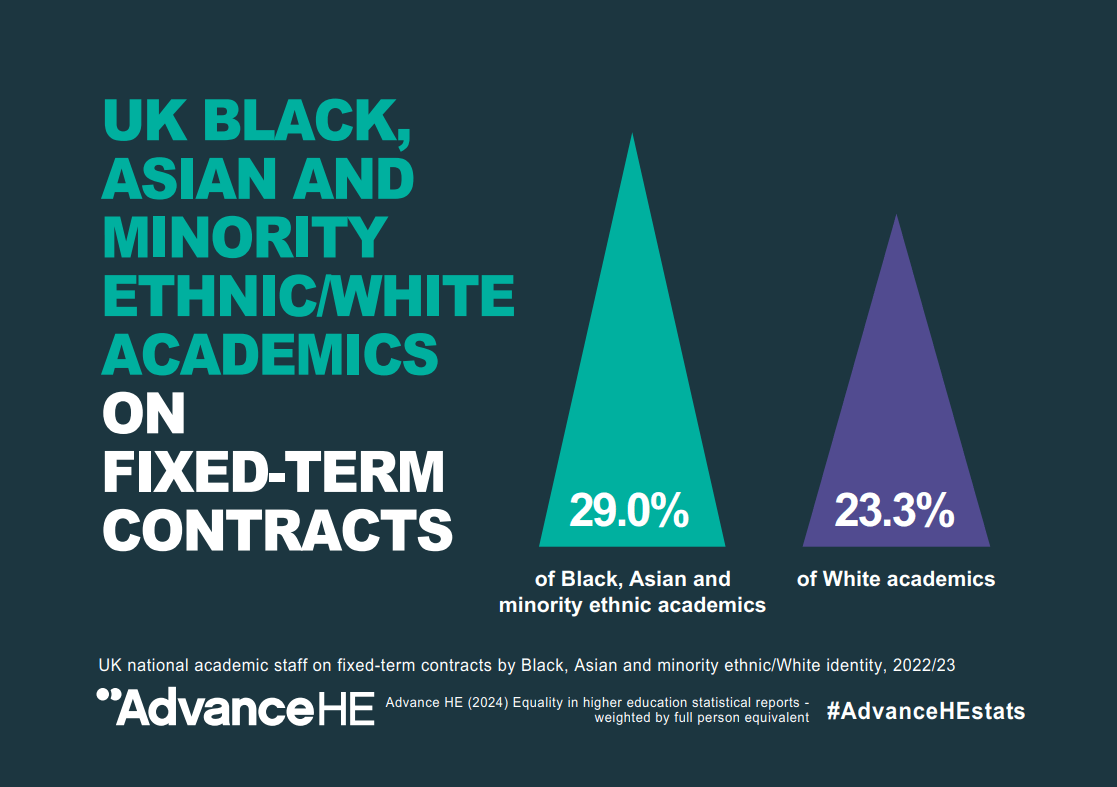 UK BLACK,
ASIAN AND
MINORITY
ETHNIC/WHITE
ACADEMICS
ON
FIXED-TERM
CONTRACTS
29.0%
of Black, Asian and
minority ethnic academics
23.3%
of White academics
UK national academic staff on fixed-term contracts by Black, Asian and minority ethnic/White identity, 2022/23
AdvanceHE
Advance HE (2024) Equality in higher education statistical reports -
weighted by full person equivalent
#AdvanceHEstats